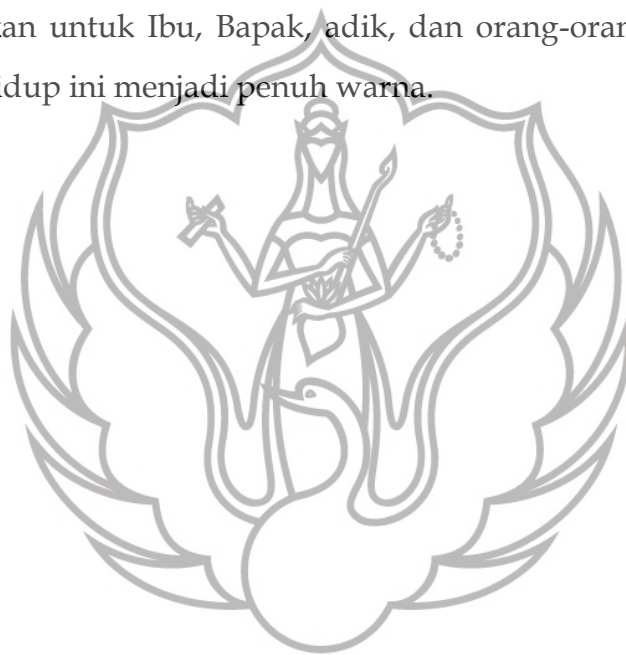 kan untuk Ibu, Bapak, adik, dan orang-oran
idup ini menjadi penuh warna.